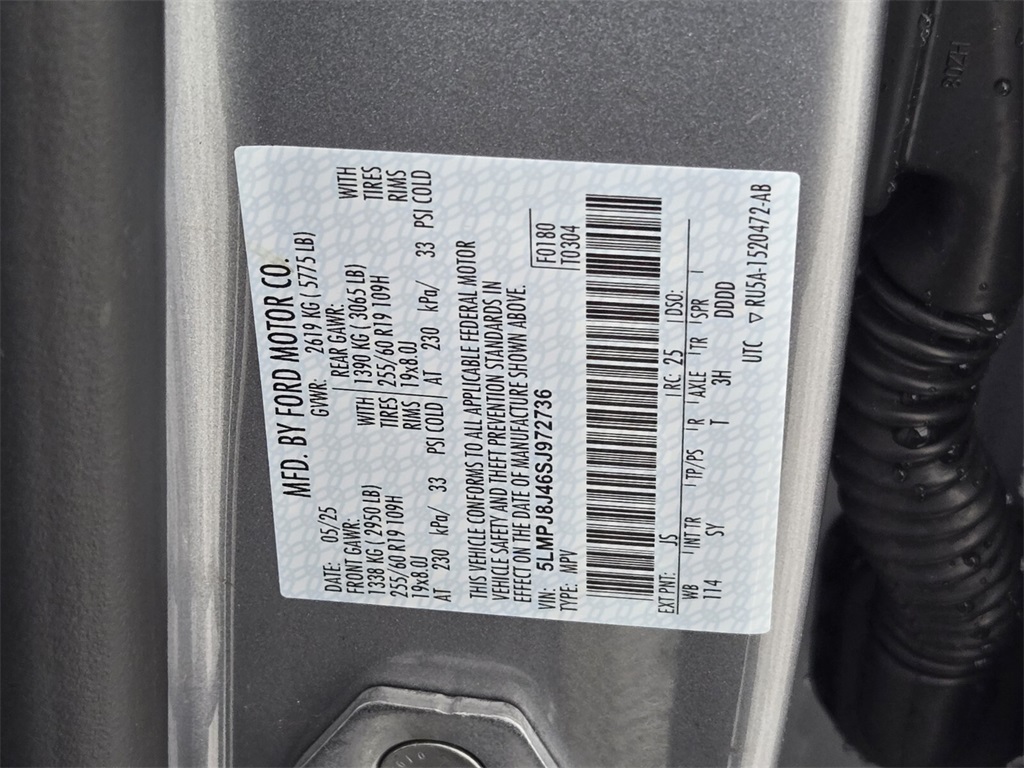 MFD. BY FORD MOTOR CO.
DATE: 05/25 GVWR: 2619 KG ( 5775 LB)
FRONT GAWR: REAR GAWR:
1338 KG ( 2950 LB) WITH 1390 KG ( 3065 LB) WITH
255/60 R19 109H TIRES 255/60 R19 109H TIRES
19x8.0J RIMS 19x8.0J RIMS
AT 230 kPa/ 33 PSI COLD AT 230 kPa/ 33 PSI COLD
THIS VEHICLE CONFORMS TO ALL APPLICABLE FEDERAL MOTOR
VEHICLE SAFETY AND THEFT PREVENTION STANDARDS IN
EFFECT ON THE DATE OF MANUFACTURE SHOWN ABOVE.
VIN: 5LMPJ8J46SJ972736 F0180
TYPE: MPV T0304
EXT PNT: JS RC: 25 DSO:
WB INT TR TP/PS R AXLE TR SPR
114 SY T 3H DDDD
UTC ▽ RU5A-1520472-AB